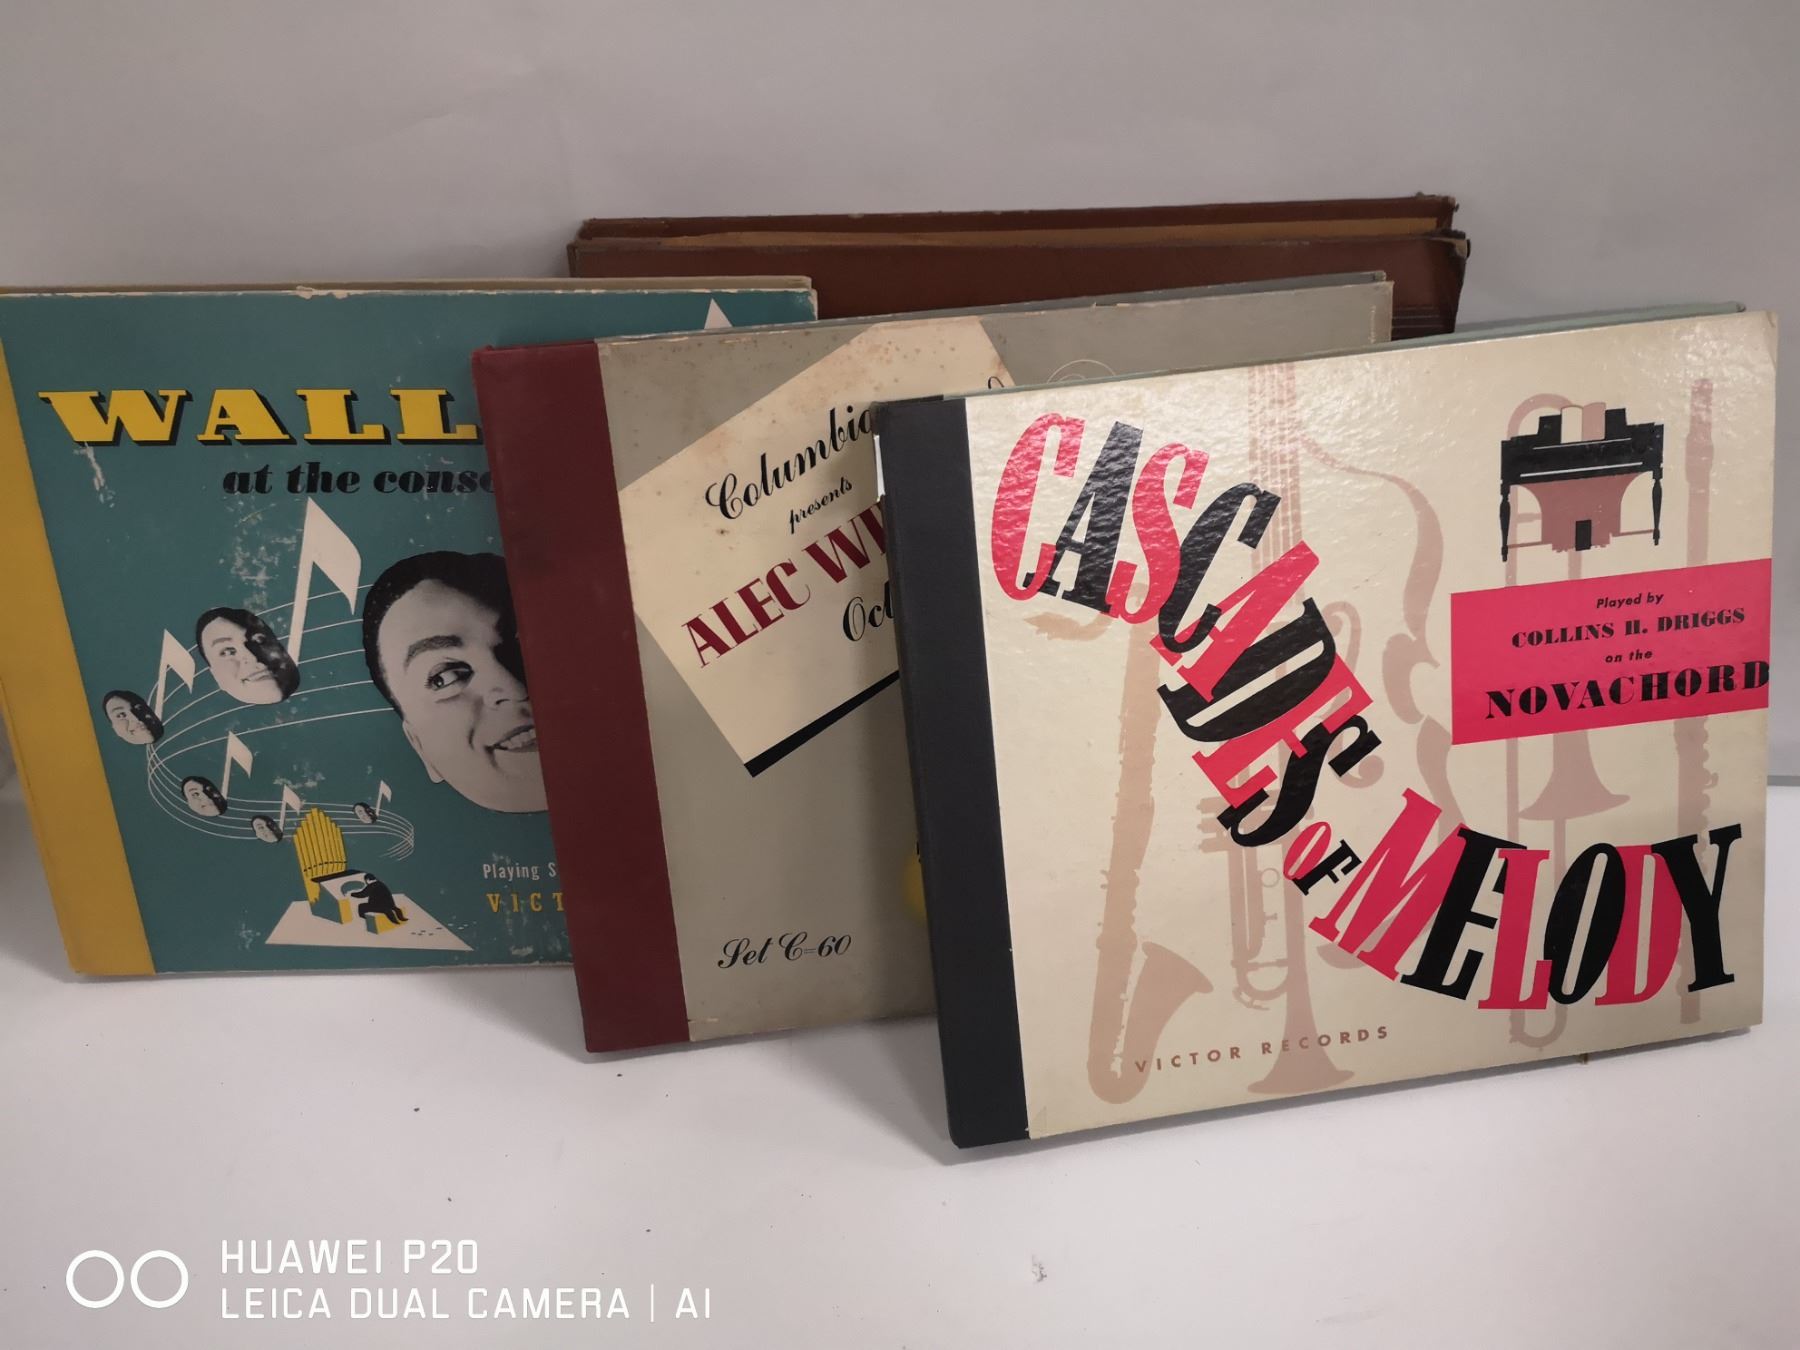 WALL
at the conso
Playing S
VICT
Columbia
presents
ALEC WI
Oct
Set C-60
CASCADES OF MELODY
Played by
COLLINS H. DRIGGS
on the
NOVACHORD
VICTOR RECORDS
HUAWEI P20
LEICA DUAL CAMERA | AI